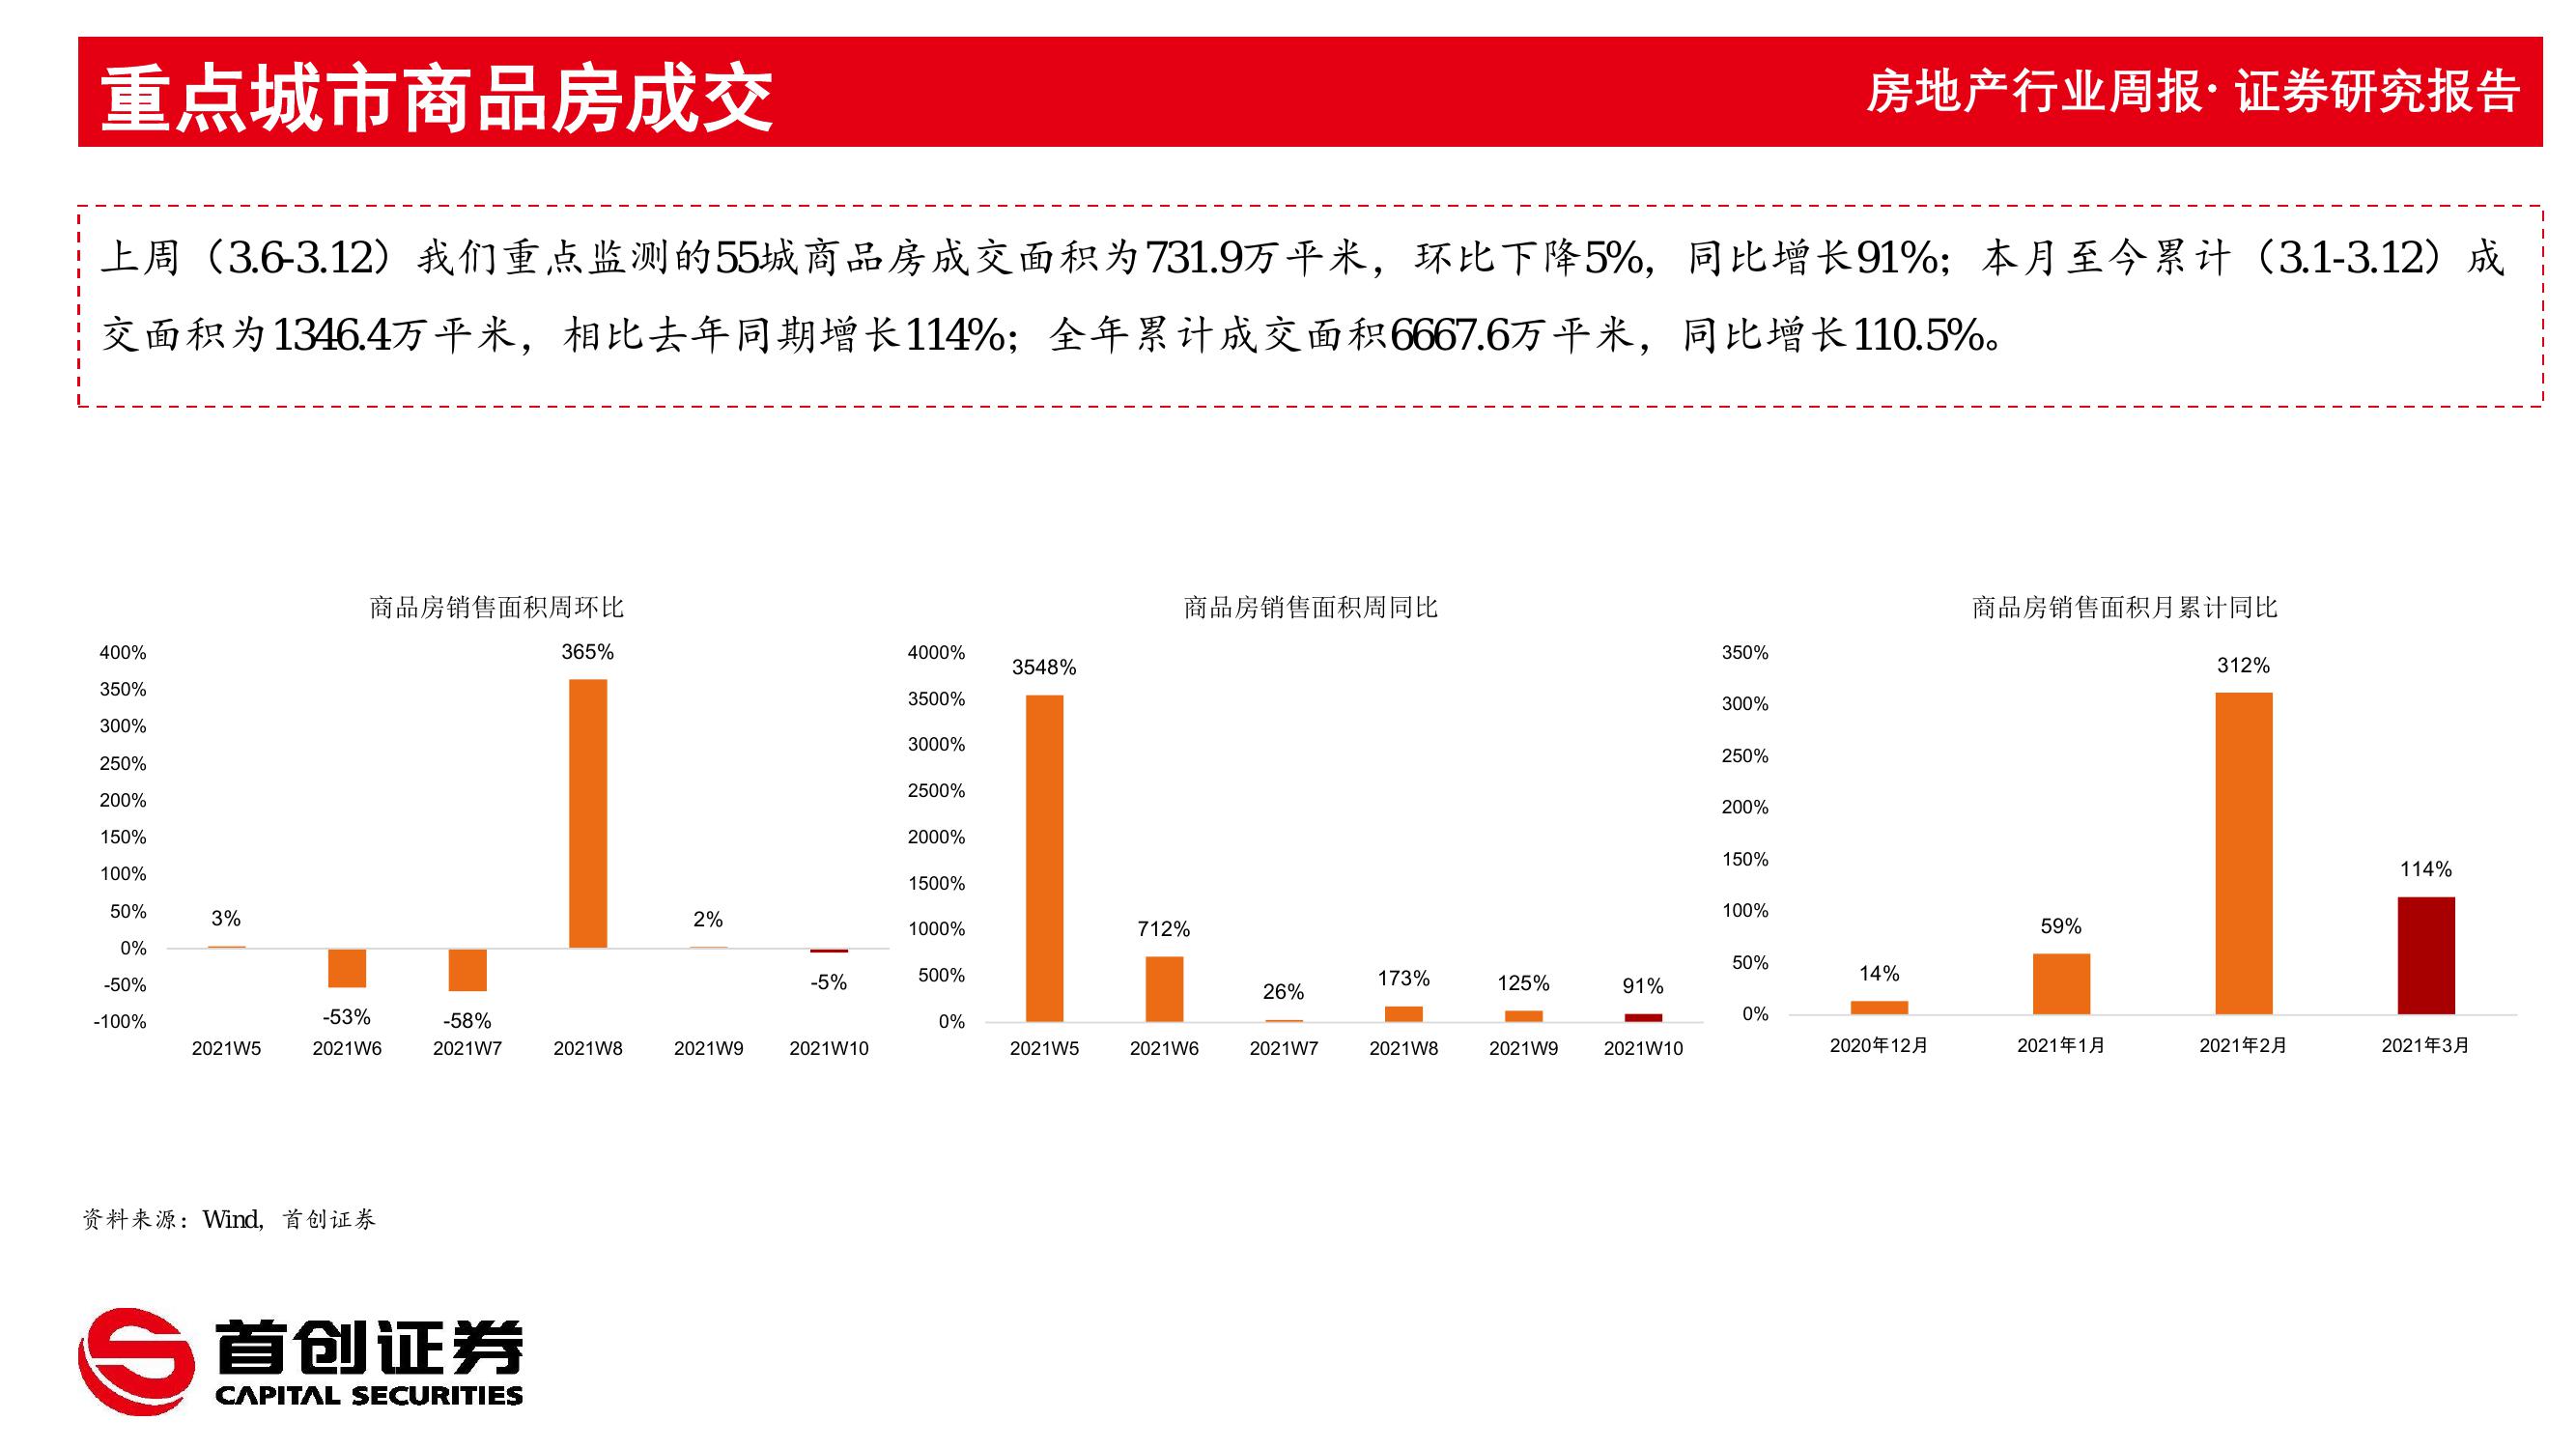 重点城市商品房成交
房地产行业周报· 证券研究报告
上周（3.6-3.12）我们重点监测的55城商品房成交面积为731.9万平米，环比下降5%，同比增长91%；本月至今累计（3.1-3.12）成
交面积为1346.4万平米，相比去年同期增长114%；全年累计成交面积6667.6万平米，同比增长110.5%。
商品房销售面积周环比
400%
350%
300%
250%
200%
150%
100%
50%
0%
-50%
-100%
3%
-53%
-58%
365%
2%
-5%
2021W5
2021W6
2021W7
2021W8
2021W9
2021W10
商品房销售面积周同比
4000%
3500%
3000%
2500%
2000%
1500%
1000%
500%
0%
3548%
712%
26%
173%
125%
91%
2021W5
2021W6
2021W7
2021W8
2021W9
2021W10
商品房销售面积月累计同比
350%
300%
250%
200%
150%
100%
50%
0%
14%
59%
312%
114%
2020年12月
2021年1月
2021年2月
2021年3月
资料来源：Wind，首创证券
首创证券
CAPITAL SECURITIES